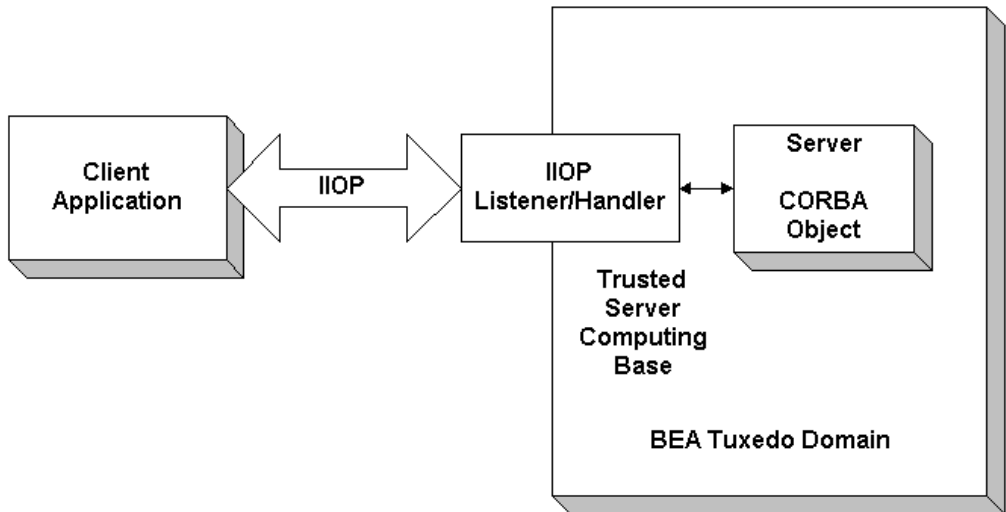 Client
Application
IIOP
IIOP
Listener/Handler
Server
CORBA
Object
Trusted
Server
Computing
Base
BEA Tuxedo Domain